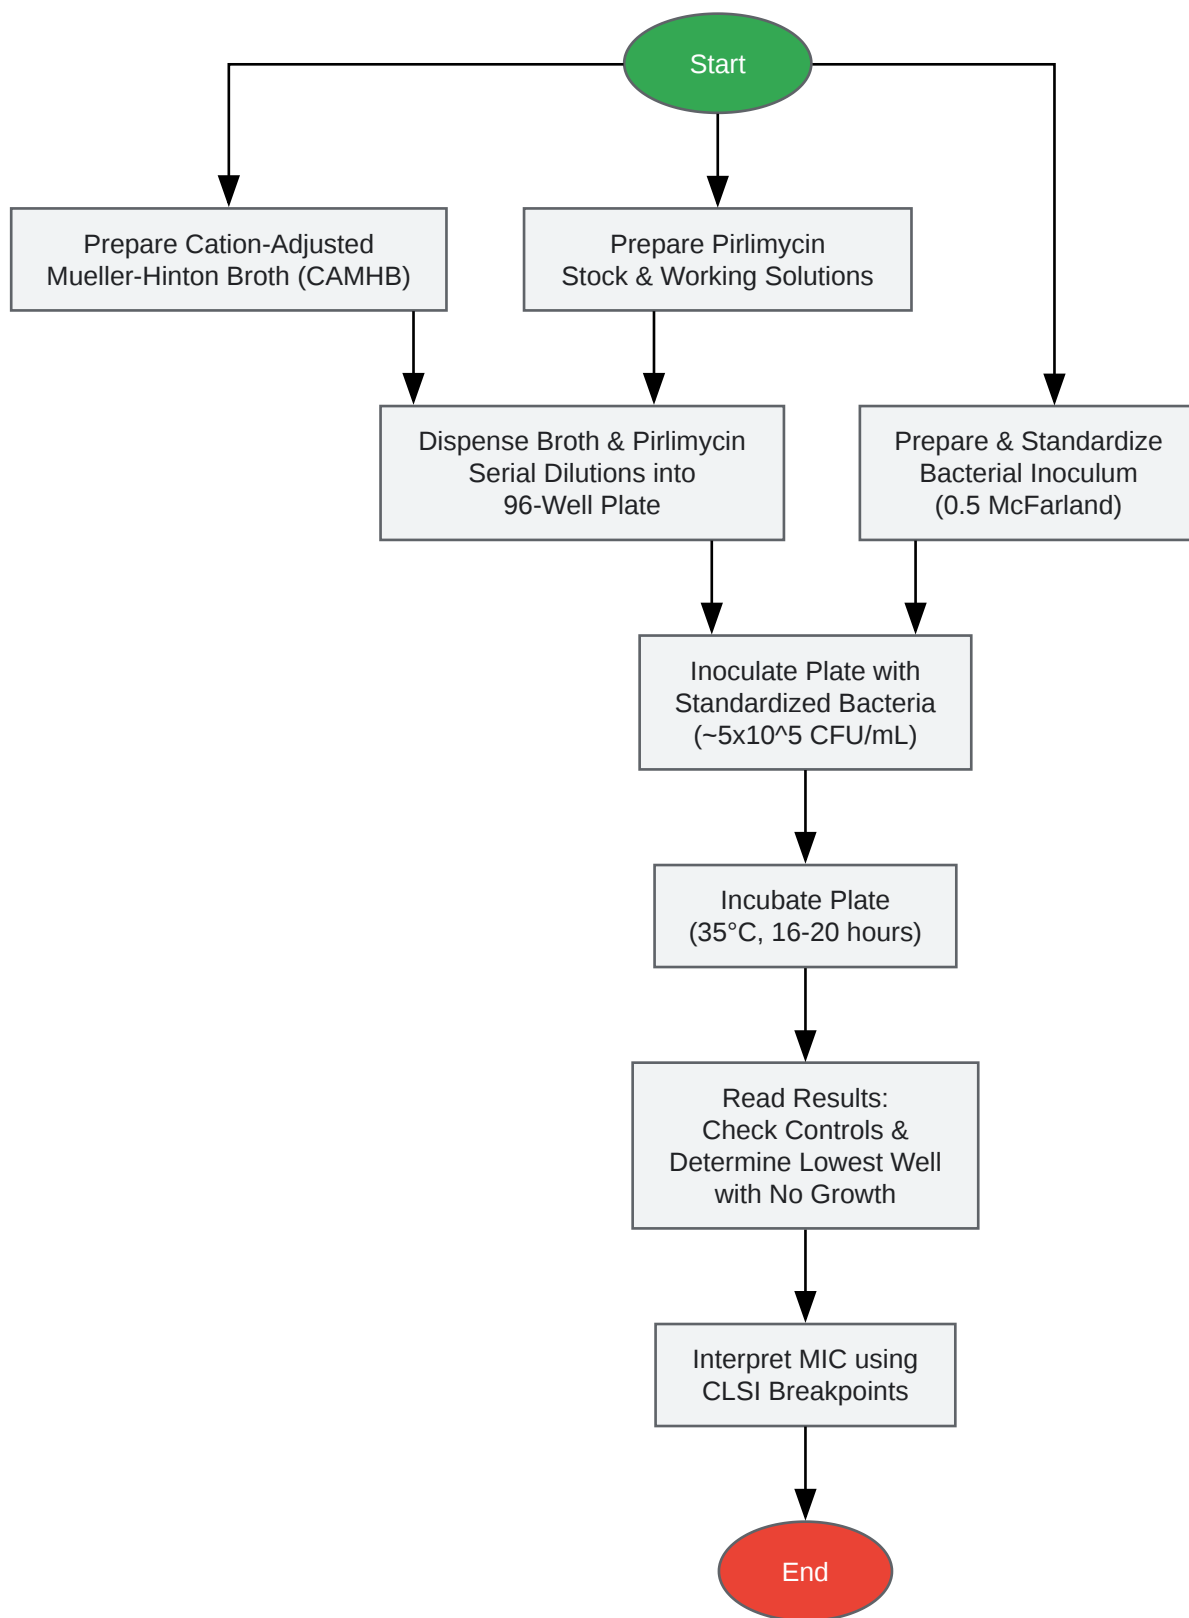 Start
Prepare Cation-Adjusted
Mueller-Hinton Broth (CAMHB)
Prepare Pirlimycin
Stock & Working Solutions
Dispense Broth & Pirlimycin
Serial Dilutions into
96-Well Plate
Prepare & Standardize
Bacterial Inoculum
(0.5 McFarland)
Inoculate Plate with
Standardized Bacteria
(~5x10^5 CFU/mL)
Incubate Plate
(35°C, 16-20 hours)
Read Results:
Check Controls &
Determine Lowest Well
with No Growth
Interpret MIC using
CLSI Breakpoints
End